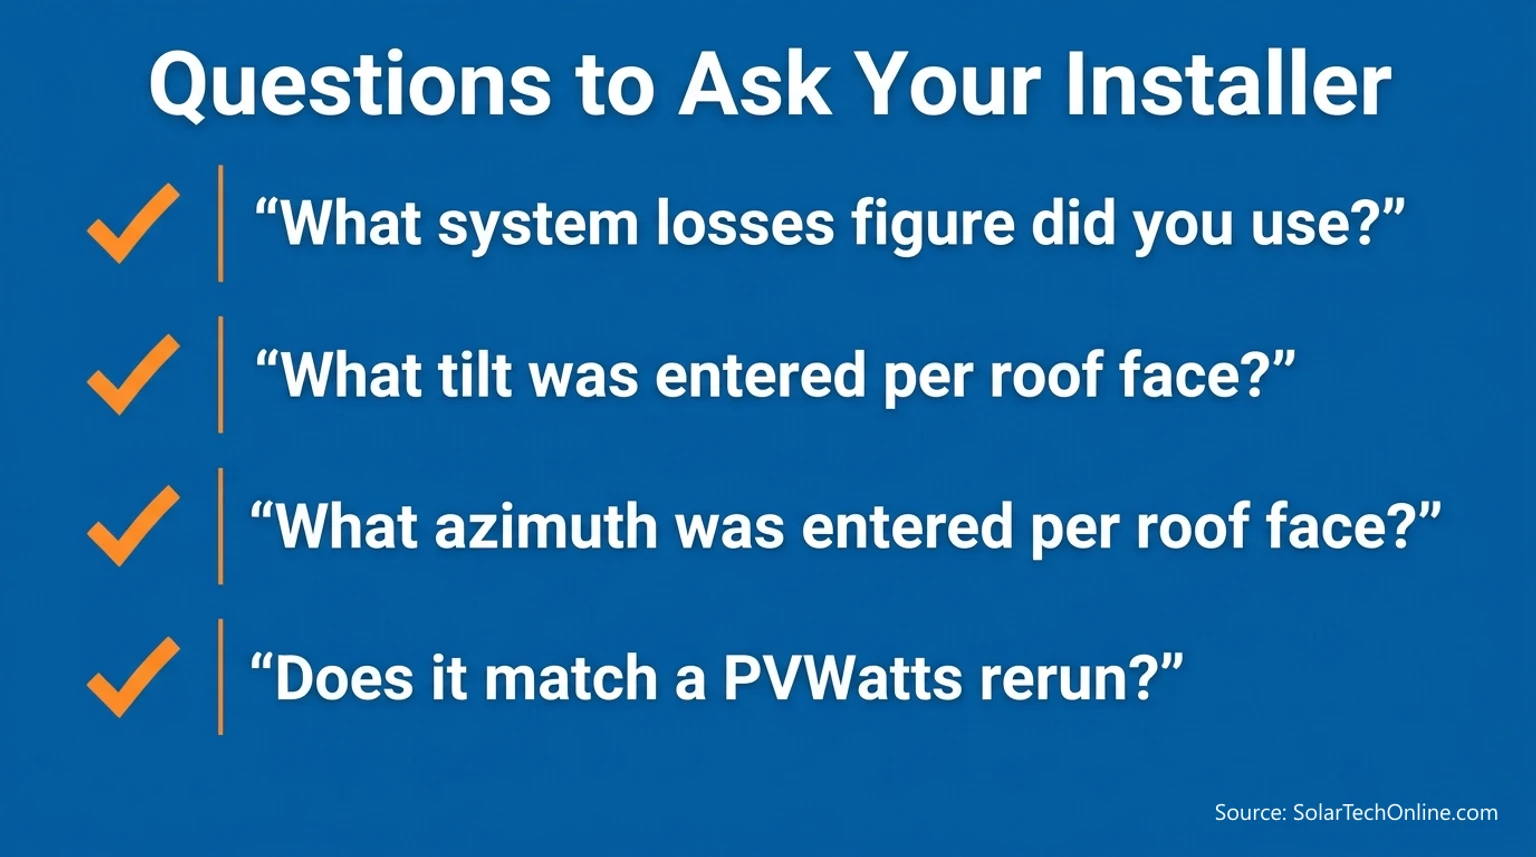 Questions to Ask Your Installer
“What system losses figure did you use?”
“What tilt was entered per roof face?”
“What azimuth was entered per roof face?”
“Does it match a PVWatts rerun?”
Source: SolarTechOnline.com